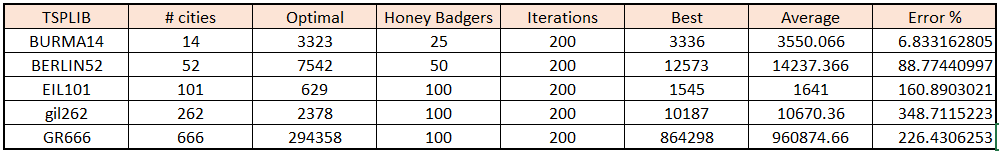 TSPLIB # cities Optimal Honey Badgers Iterations Best Average Error %
BURMA14 14 3323 25 200 3336 3550.066 6.833162805
BERLIN52 52 7542 50 200 12573 14237.366 88.77440997
EIL101 101 629 100 200 1545 1641 160.8903021
gil262 262 2378 100 200 10187 10670.36 348.7115223
GR666 666 294358 100 200 864298 960874.66 226.4306253